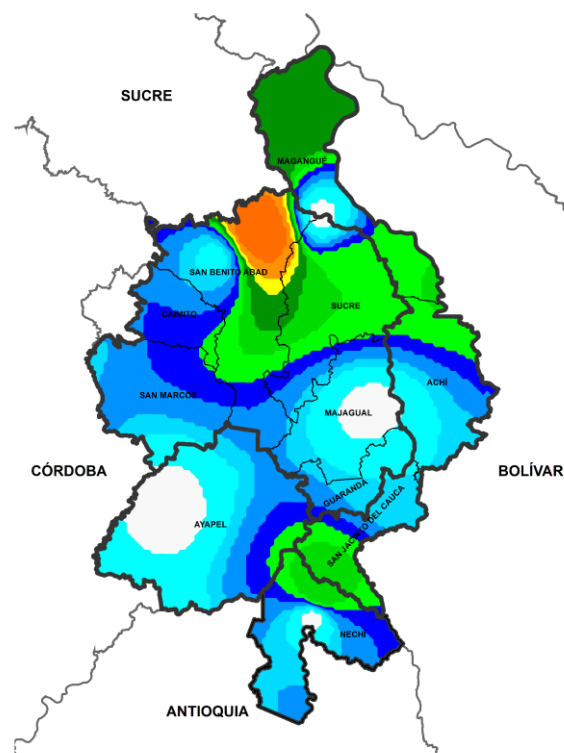 SUCRE
MAGANGUÉ
SAN BENITO ABAD
SUCRE
CAIMITO
ACHÍ
SAN MARCOS
MAJAGUAL
CÓRDOBA
BOLÍVAR
GUARANDA
SAN JACINTO DEL CAUCA
AYAPEL
NECHÍ
ANTIOQUIA